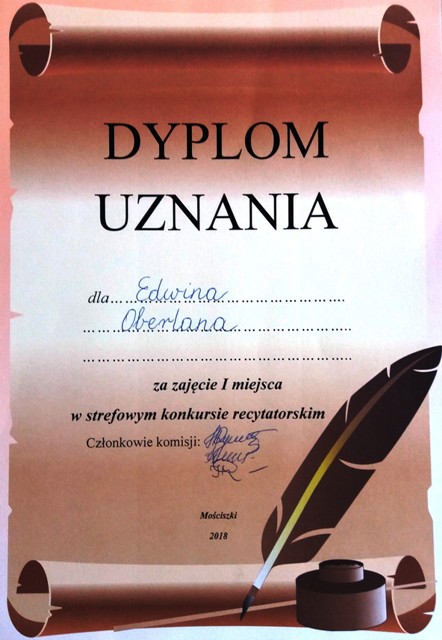 DYPLOM
UZNANIA
dla Edwina
Oberlana
za zajęcie I miejsca
w strefowym konkursie recytatorskim
Członkowie komisji:
Mościszki
2018